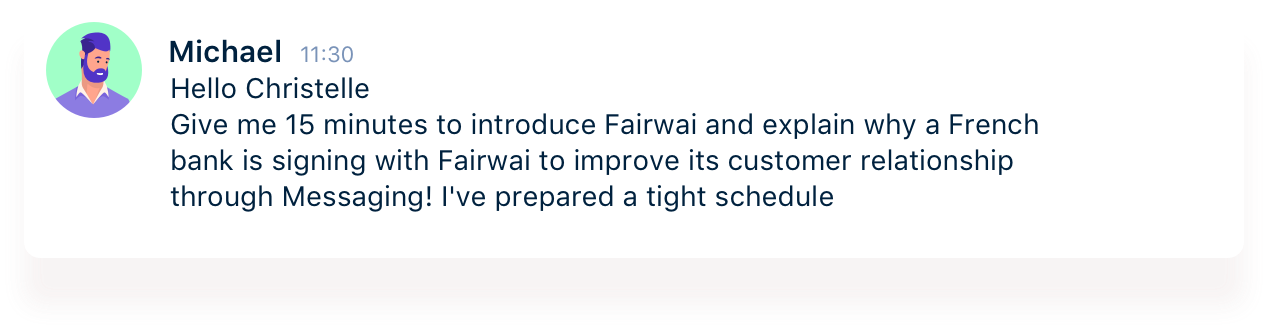 Michael 11:30
Hello Christelle
Give me 15 minutes to introduce Fairwai and explain why a French
bank is signing with Fairwai to improve its customer relationship
through Messaging! I've prepared a tight schedule